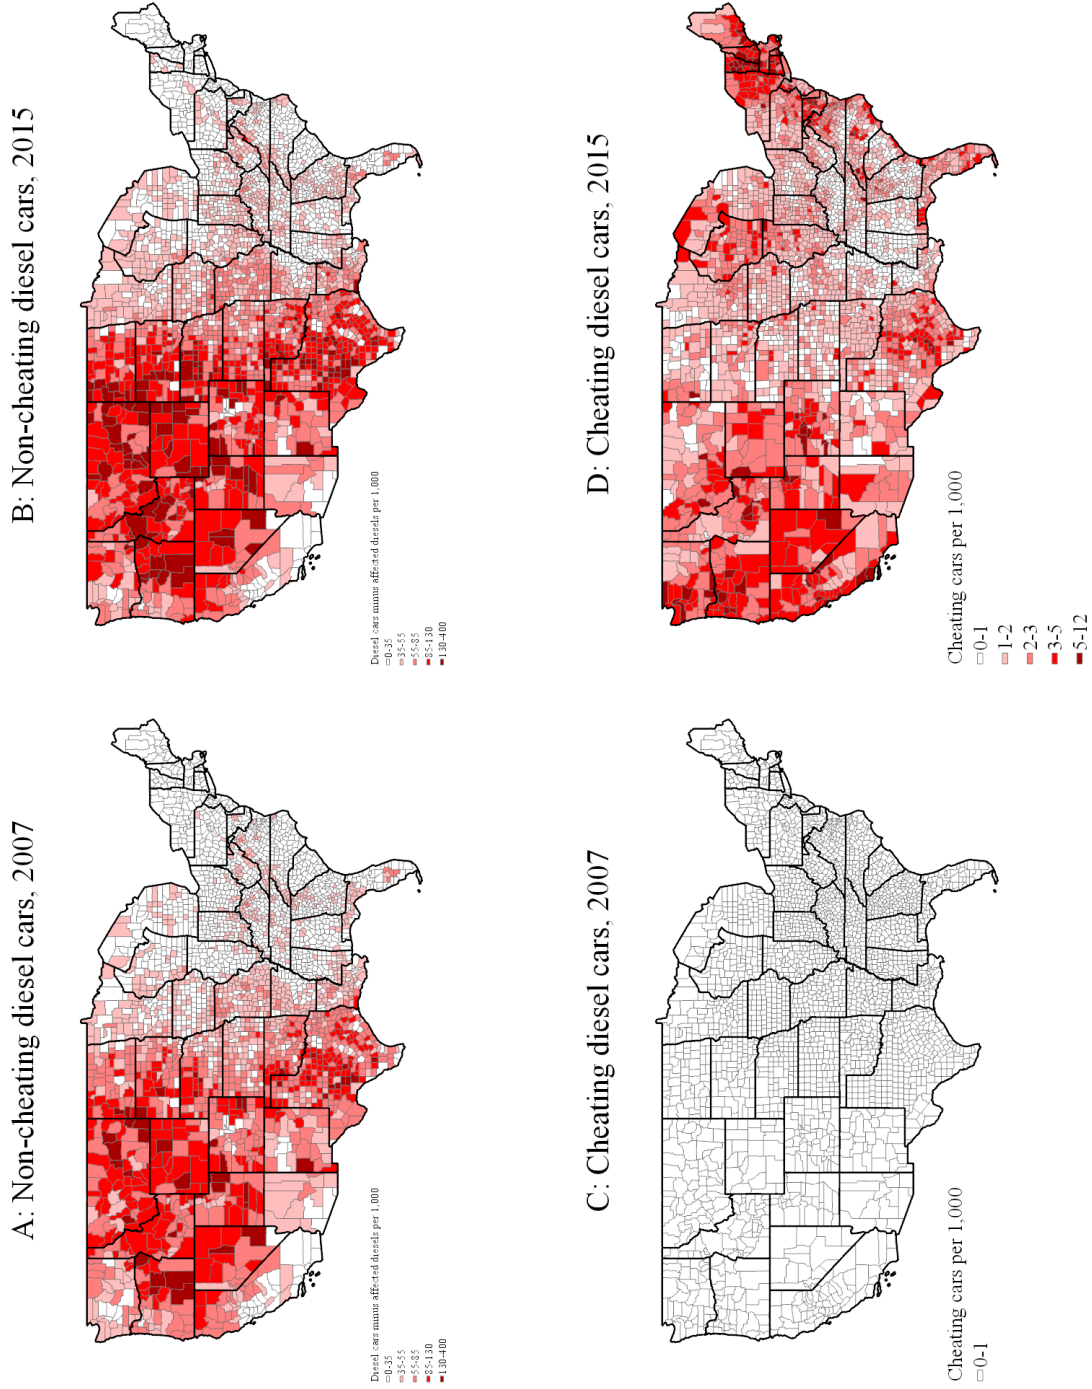 A: Non-cheating diesel cars, 2007
Diesel cars minus affected diesels per 1,000
0-35
35-55
55-85
85-130
130-400
B: Non-cheating diesel cars, 2015
Diesel cars minus affected diesels per 1,000
0-35
35-55
55-85
85-130
130-400
C: Cheating diesel cars, 2007
Cheating cars per 1,000
0-1
D: Cheating diesel cars, 2015
Cheating cars per 1,000
0-1
1-2
2-3
3-5
5-12